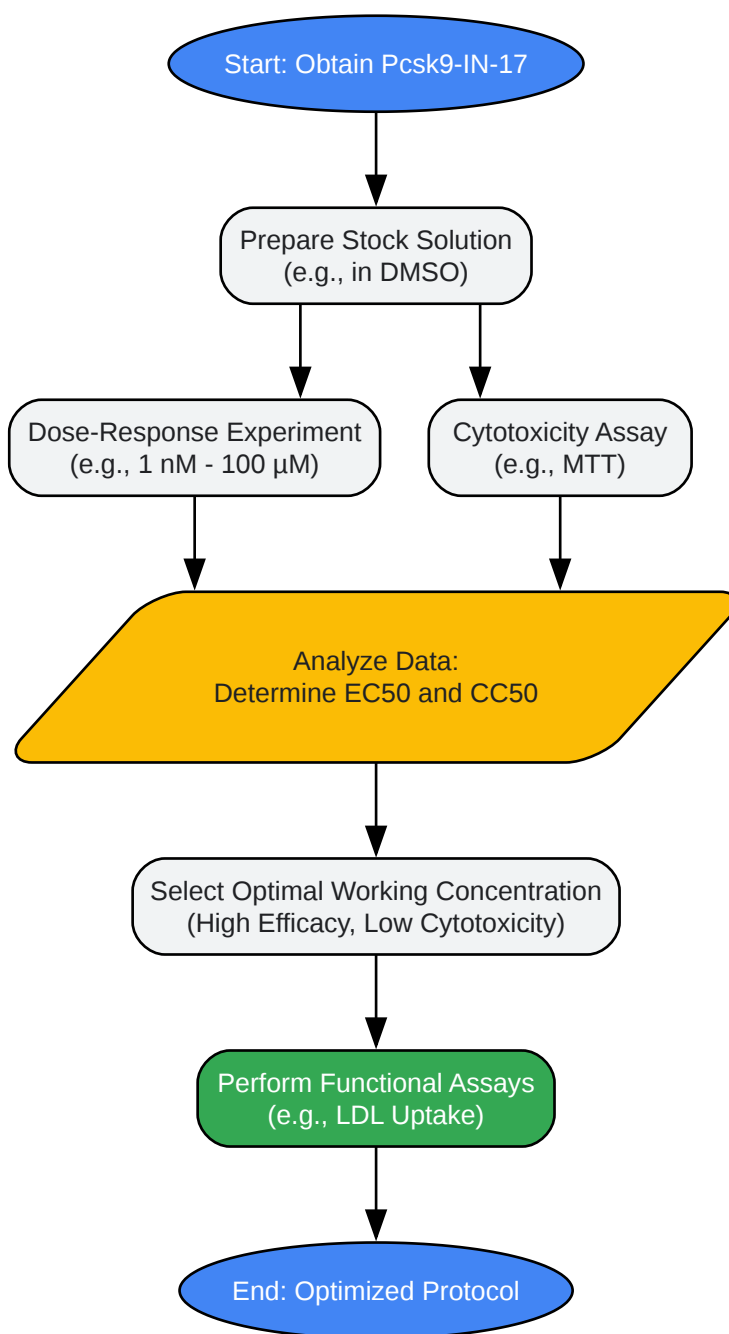 Start: Obtain Pcsk9-IN-17
Prepare Stock Solution
(e.g., in DMSO)
Dose-Response Experiment
(e.g., 1 nM - 100 µM)
Cytotoxicity Assay
(e.g., MTT)
Analyze Data:
Determine EC50 and CC50
Select Optimal Working Concentration
(High Efficacy, Low Cytotoxicity)
Perform Functional Assays
(e.g., LDL Uptake)
End: Optimized Protocol